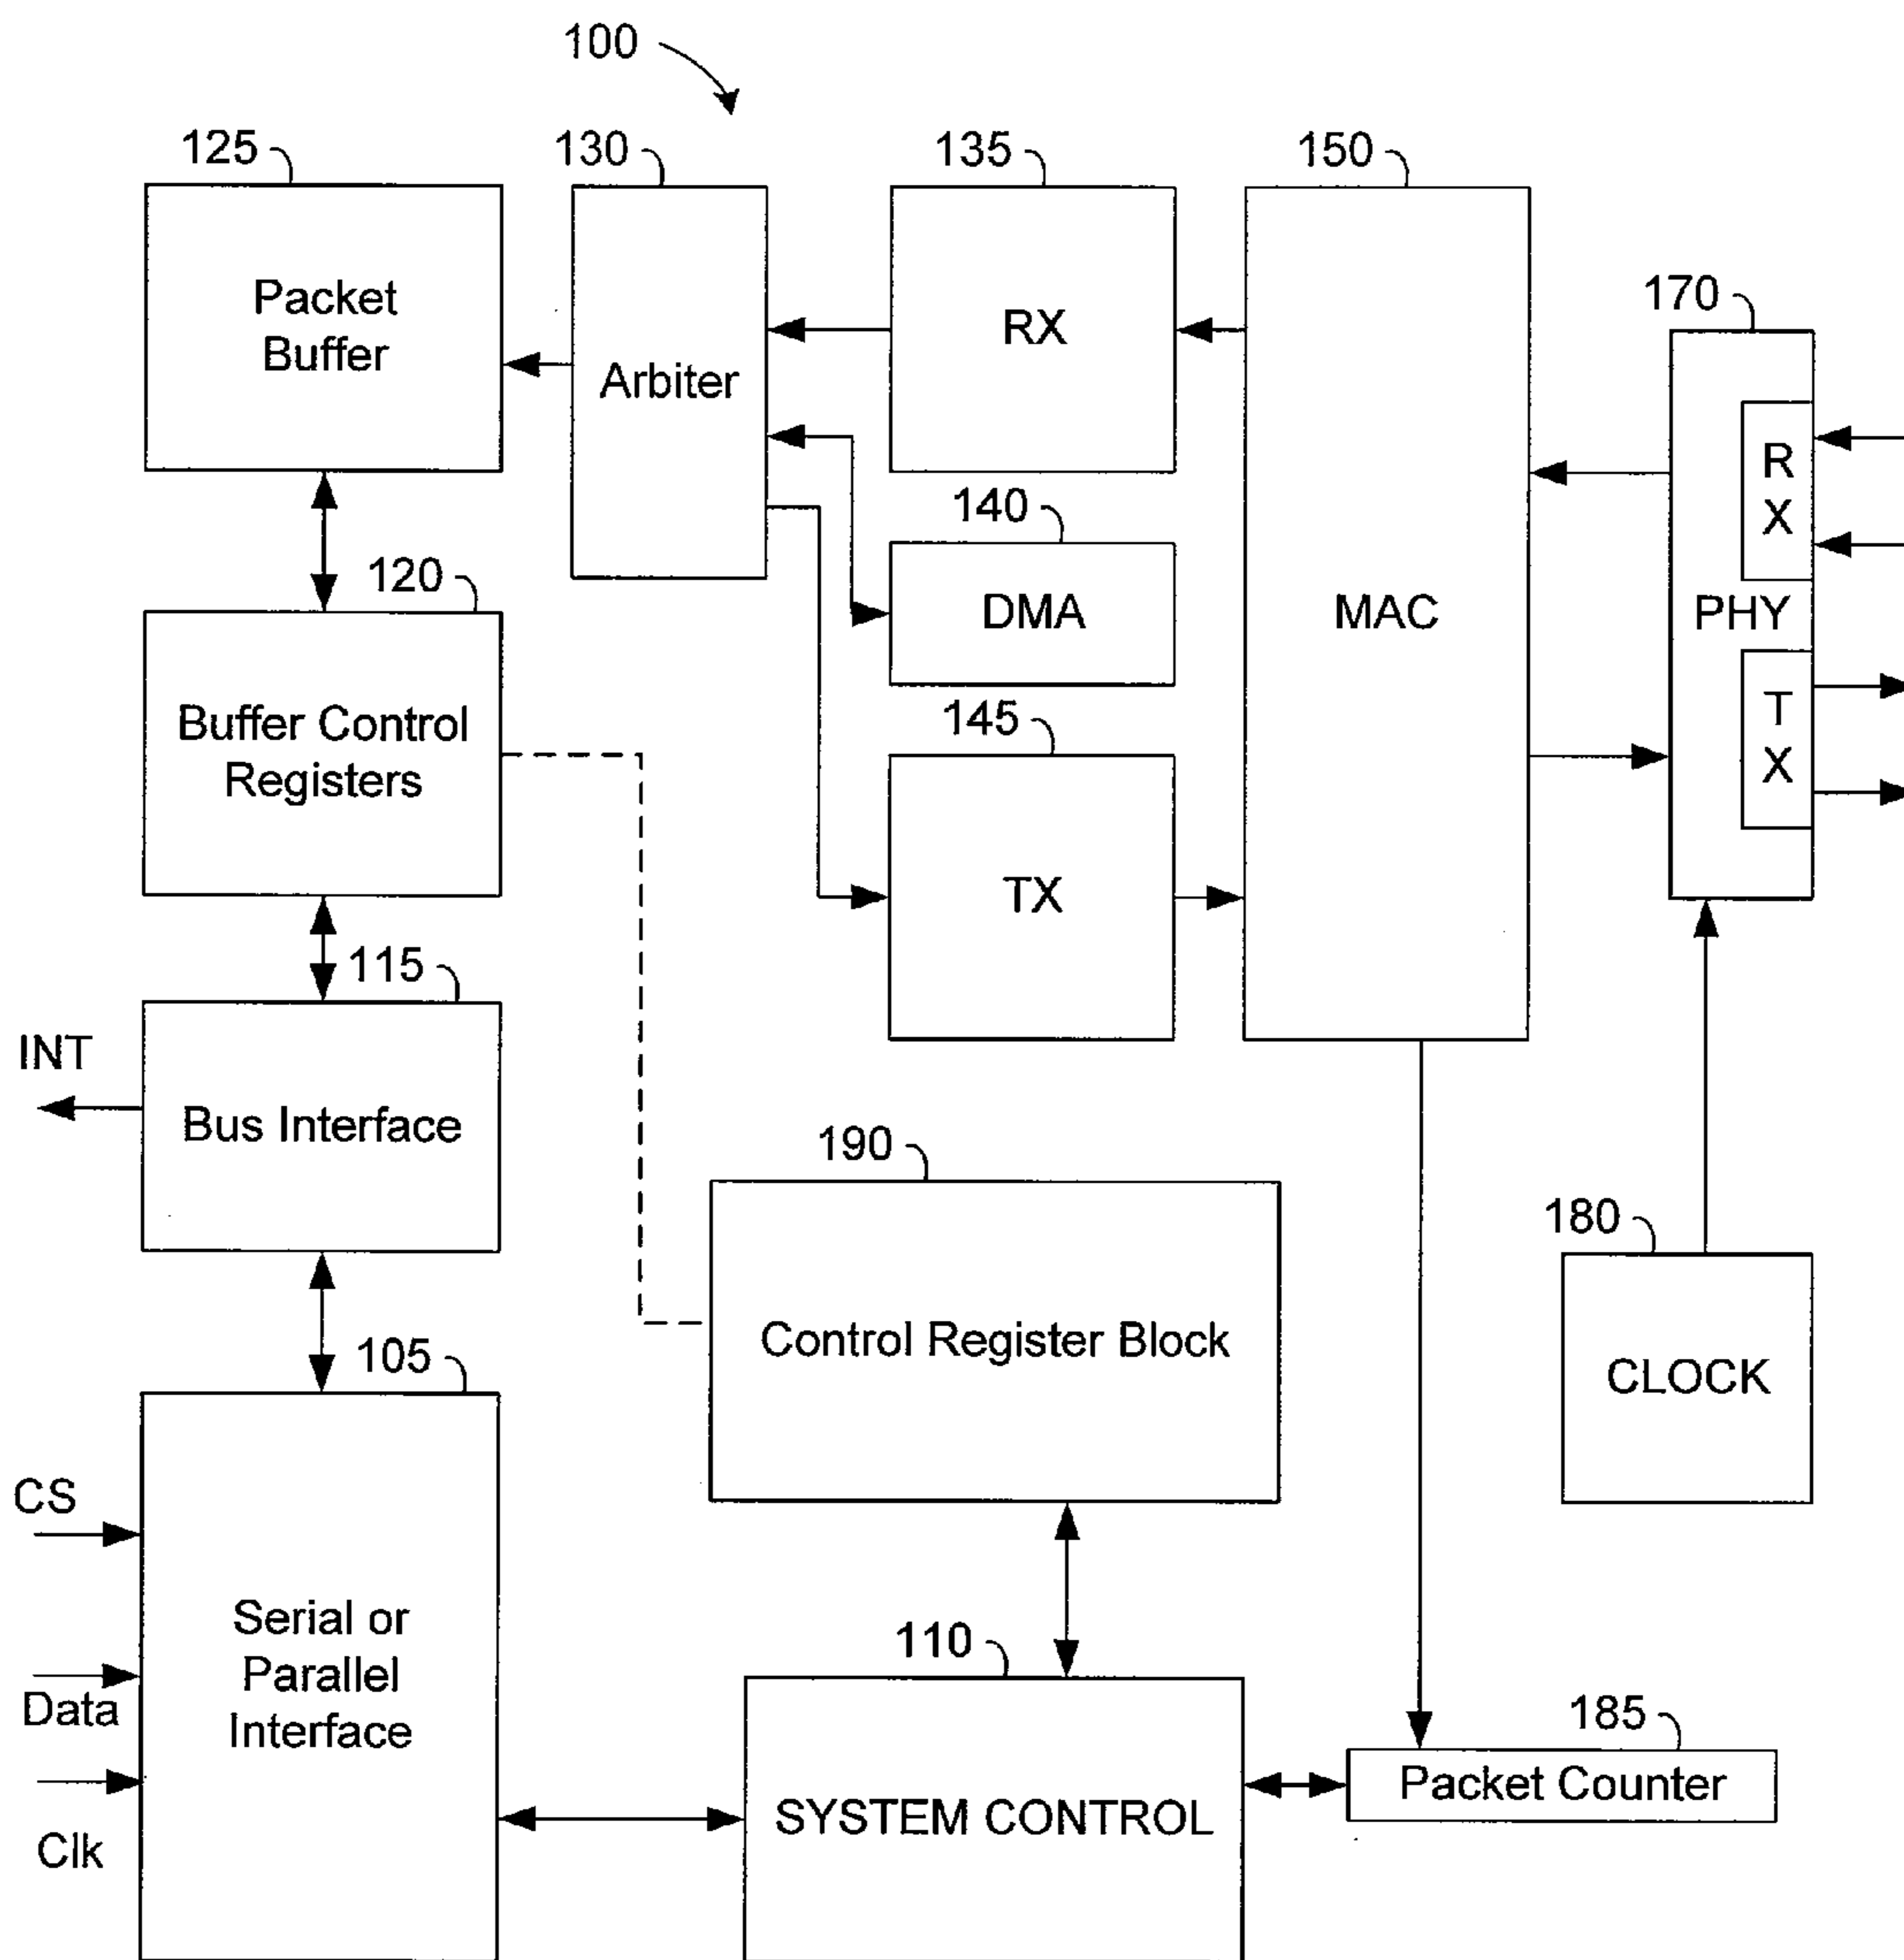 100
125
130
135
150
170
Packet
Buffer
Arbiter
RX
R
X
140
120
DMA
MAC
PHY
145
Buffer Control
Registers
T
X
TX
115
INT
Bus Interface
190
180
105
Control Register Block
CLOCK
CS
Serial or
Parallel
Interface
110
Data
185
Packet Counter
SYSTEM CONTROL
Clk